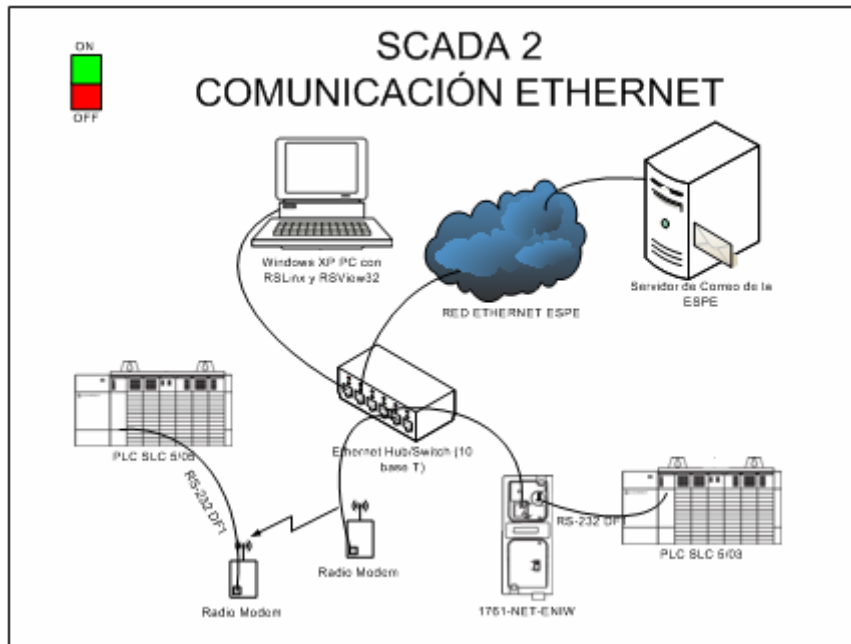 ON
OFF
SCADA 2
COMUNICACIÓN ETHERNET
Windows XP PC con
RSLinx y RSView32
RED ETHERNET ESPE
Servidor de Correo de la
ESPE
Ethernet Hub/Switch (10
base T)
PLC SLC 5/05
RS-232 DF1
Radio Modem
Radio Modem
1761-NET-ENIW
RS-232 DF1
PLC SLC 5/03